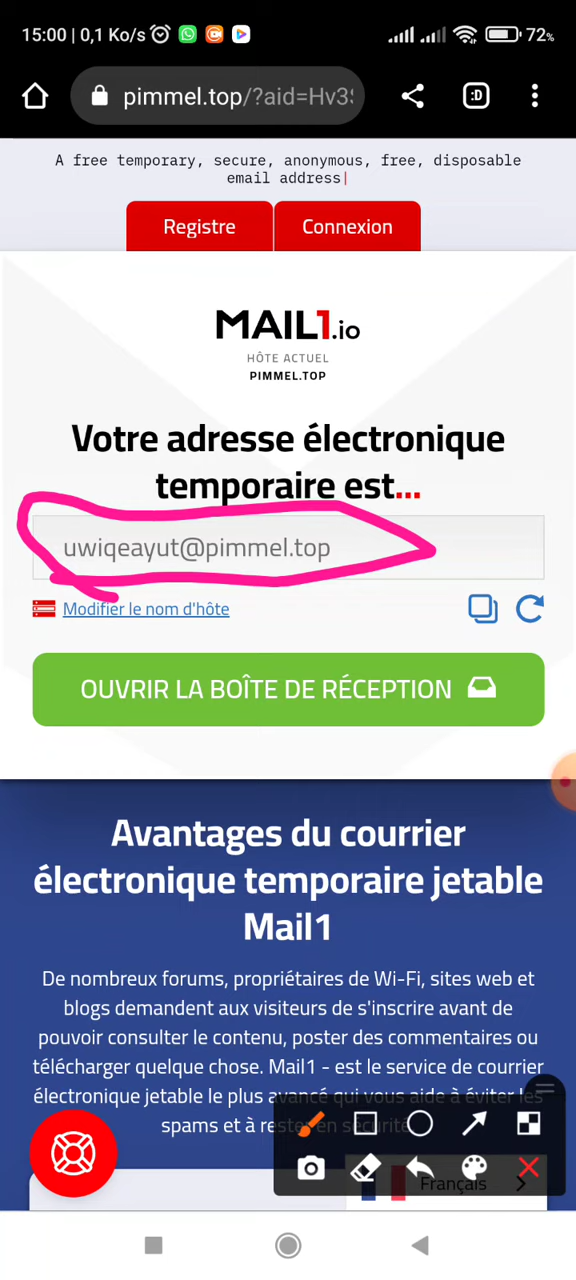 15:00 | 0,1 Ko/s 72%
pimmel.top/?aid=Hv3
:D
A free temporary, secure, anonymous, free, disposable
email address|
Registre Connexion
MAIL1.io
HÔTE ACTUEL
PIMMEL.TOP
Votre adresse électronique
temporaire est...
uwiqeayut@pimmel.top
Modifier le nom d'hôte
OUVRIR LA BOÎTE DE RÉCEPTION
Avantages du courrier
électronique temporaire jetable
Mail1
De nombreux forums, propriétaires de Wi-Fi, sites web et
blogs demandent aux visiteurs de s'inscrire avant de
pouvoir consulter le contenu, poster des commentaires ou
télécharger quelque chose. Mail1 - est le service de courrier
électronique jetable le plus avancé qui vous aide à éviter les
spams et à rester en sécurité
Français